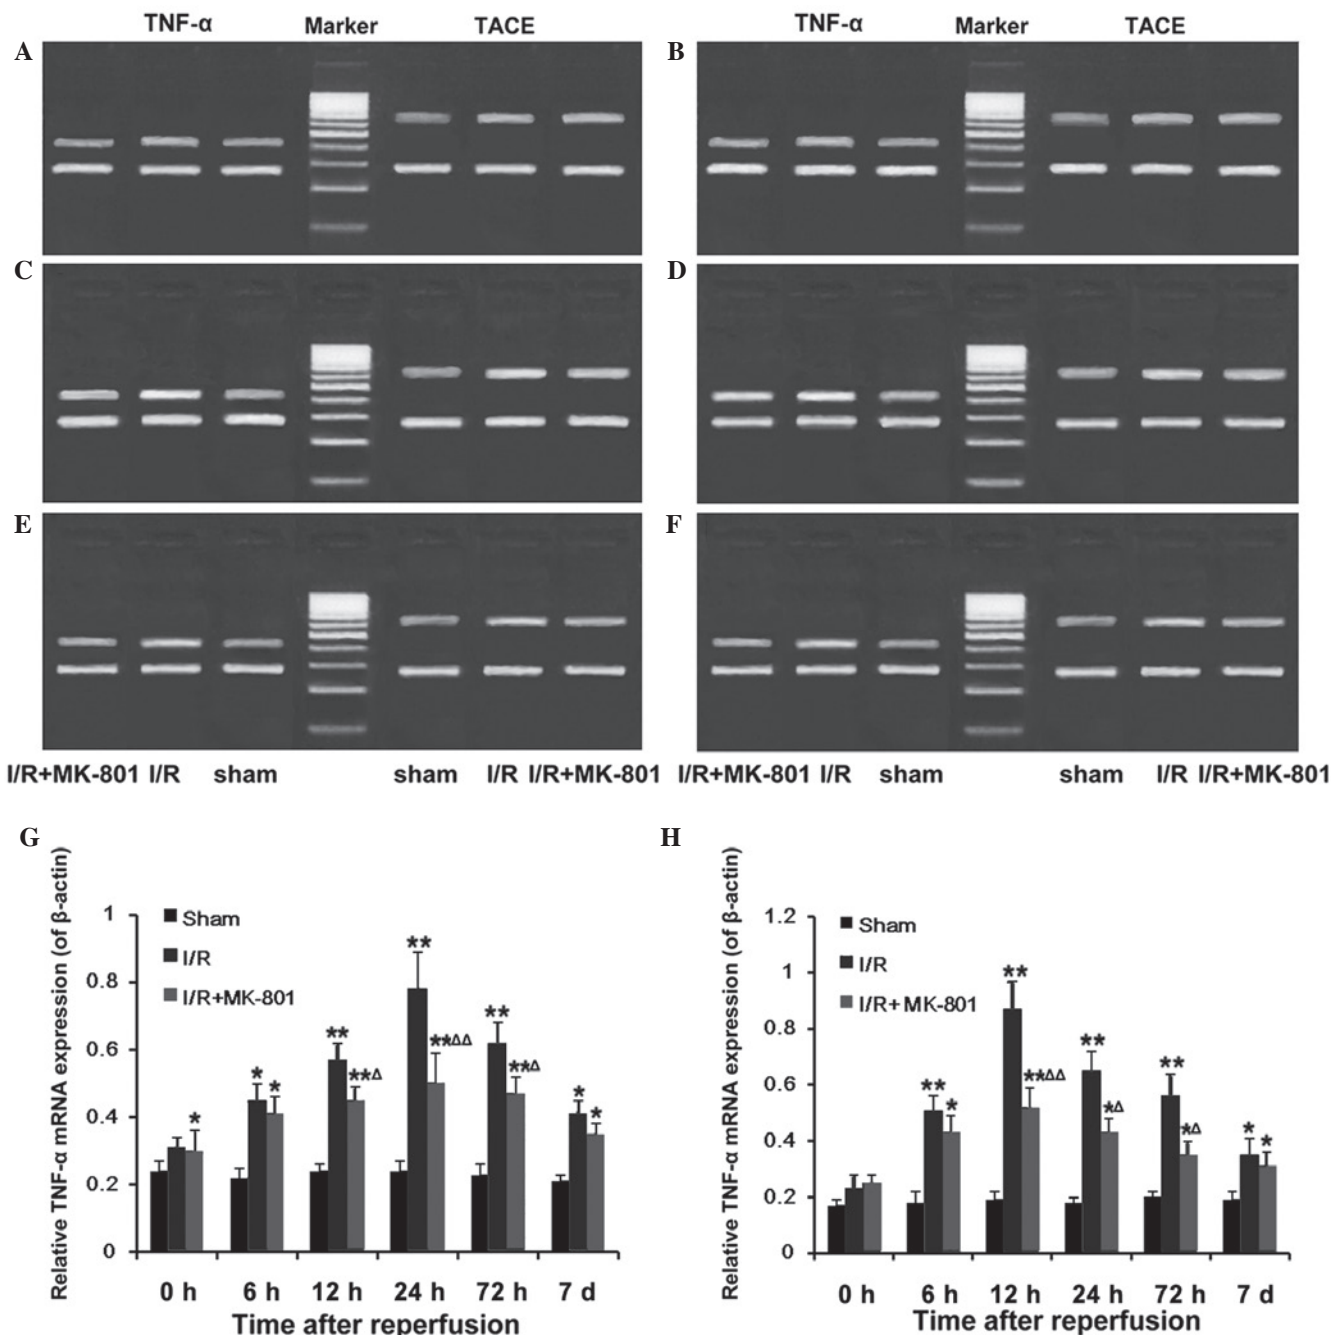 TNF-α Marker TACE
TNF-α Marker TACE
A
B
C
D
E
F
I/R+MK-801 I/R sham sham I/R I/R+MK-801
I/R+MK-801 I/R sham sham I/R I/R+MK-801
G
Relative TNF-α mRNA expression (of β-actin)
1
0.8
0.6
0.4
0.2
0
Sham
I/R
I/R+MK-801
*
* *
** **Δ
** **ΔΔ
** **Δ
* *
0 h 6 h 12 h 24 h 72 h 7 d
Time after reperfusion
H
Relative TNF-α mRNA expression (of β-actin)
1.2
1
0.8
0.6
0.4
0.2
0
Sham
I/R
I/R+MK-801
** *
** **ΔΔ
** *Δ
** *Δ
* *
0 h 6 h 12 h 24 h 72 h 7 d
Time after reperfusion